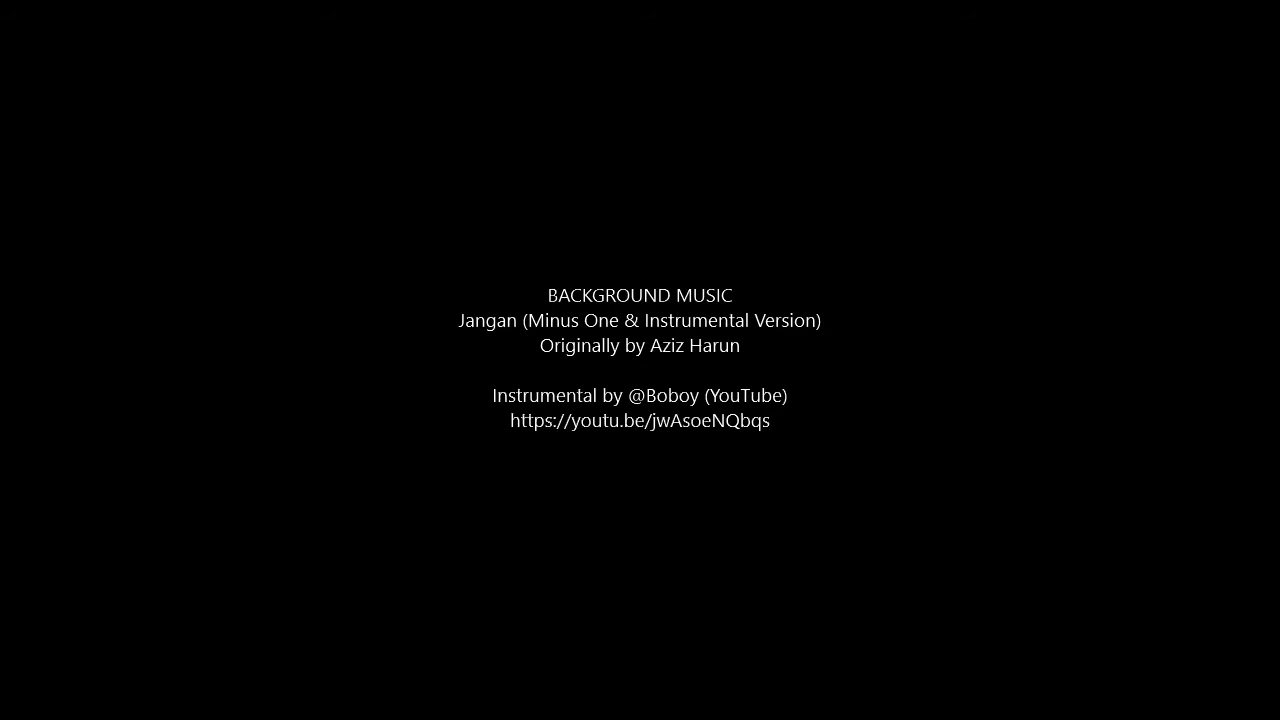 BACKGROUND MUSIC
Jangan (Minus One & Instrumental Version)
Originally by Aziz Harun
Instrumental by @Boboy (YouTube)
https://youtu.be/jwAsoeNQbqs